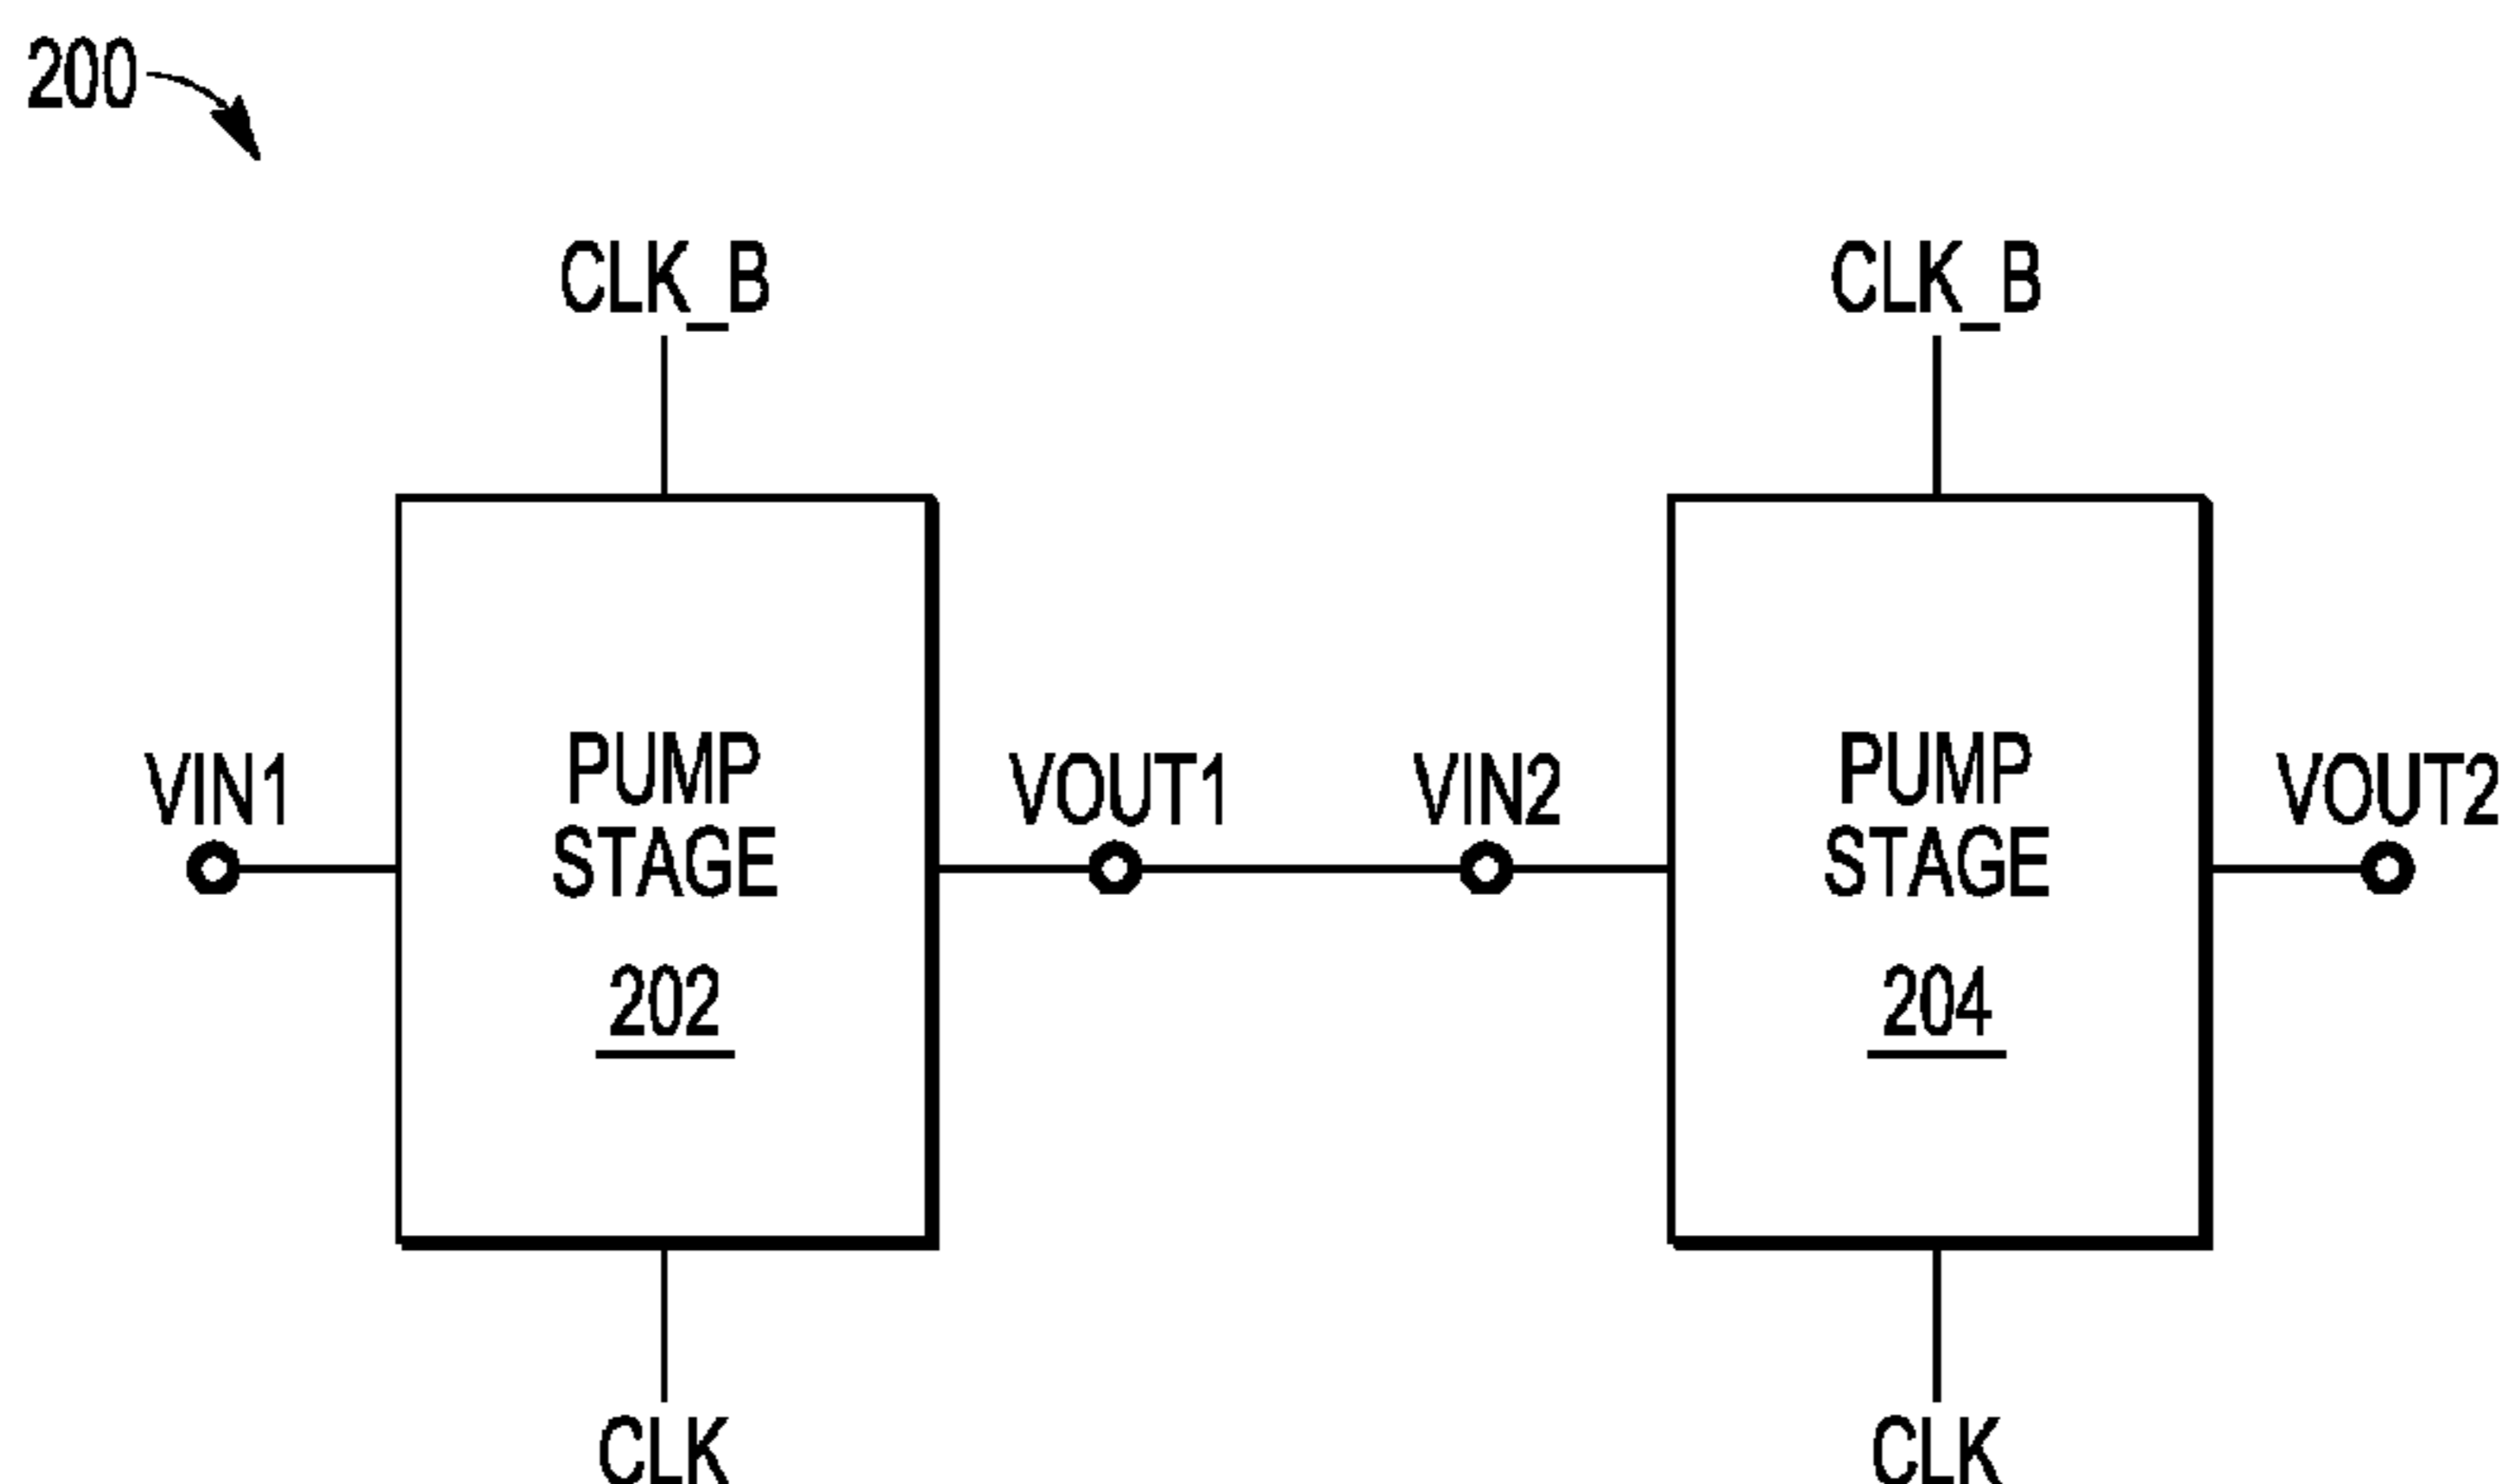 200
CLK_B
CLK_B
VIN1
PUMP
STAGE
202
VOUT1
VIN2
PUMP
STAGE
204
VOUT2
CLK
CLK